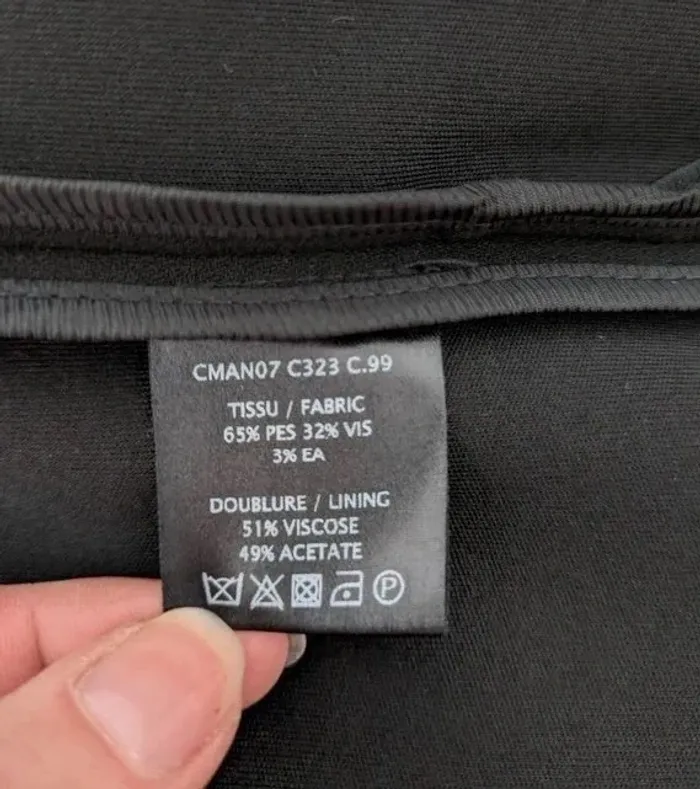 CMAN07 C323 C.99
TISSU / FABRIC
65% PES 32% VIS
3% EA
DOUBLURE / LINING
51% VISCOSE
49% ACETATE
P